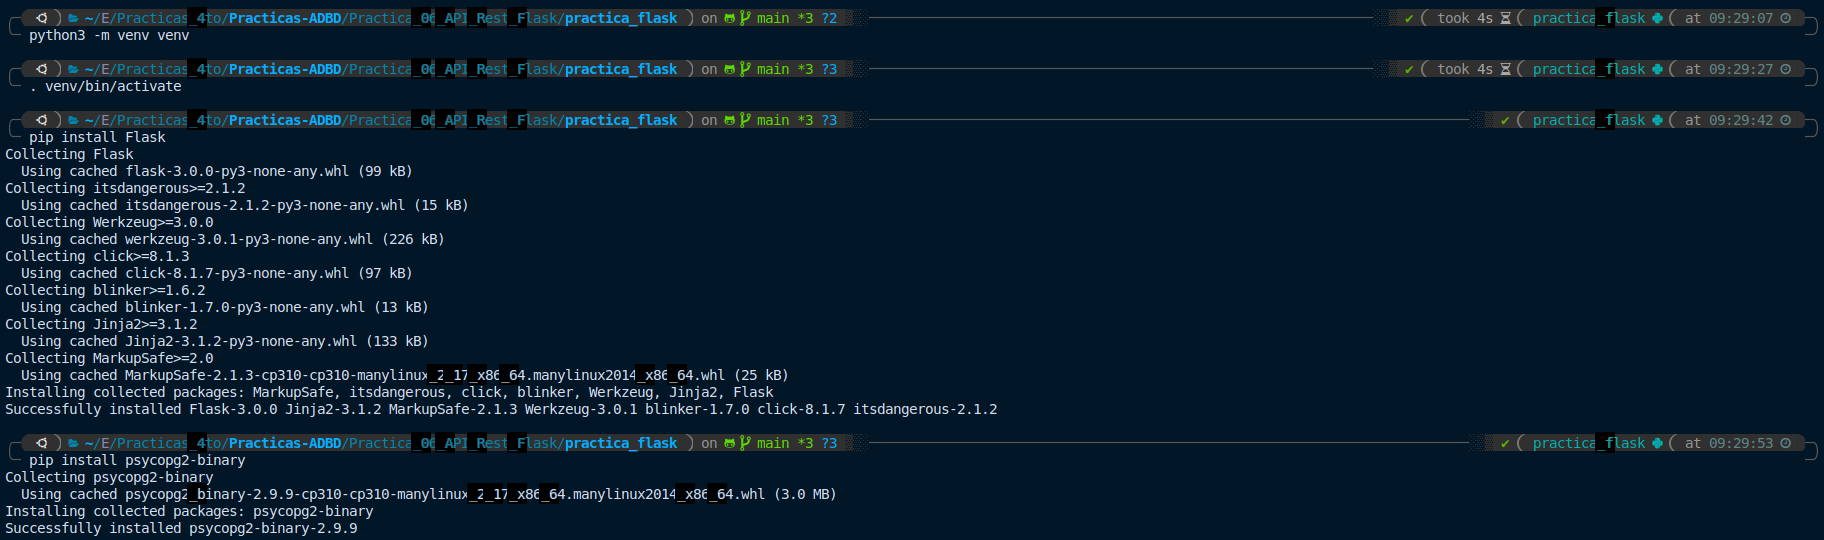 ~/E/Practicas_4to/Practicas-ADBD/Practica_06_API_Rest_Flask/practica_flask ) on main *3 ?2 ✔ ( took 4s ( practica_flask ( at 09:29:07
python3 -m venv venv
~/E/Practicas_4to/Practicas-ADBD/Practica_06_API_Rest_Flask/practica_flask ) on main *3 ?3 ✔ ( took 4s ( practica_flask ( at 09:29:27
. venv/bin/activate
~/E/Practicas_4to/Practicas-ADBD/Practica_06_API_Rest_Flask/practica_flask ) on main *3 ?3 ✔ ( practica_flask ( at 09:29:42
pip install Flask
Collecting Flask
  Using cached flask-3.0.0-py3-none-any.whl (99 kB)
Collecting itsdangerous>=2.1.2
  Using cached itsdangerous-2.1.2-py3-none-any.whl (15 kB)
Collecting Werkzeug>=3.0.0
  Using cached werkzeug-3.0.1-py3-none-any.whl (226 kB)
Collecting click>=8.1.3
  Using cached click-8.1.7-py3-none-any.whl (97 kB)
Collecting blinker>=1.6.2
  Using cached blinker-1.7.0-py3-none-any.whl (13 kB)
Collecting Jinja2>=3.1.2
  Using cached Jinja2-3.1.2-py3-none-any.whl (133 kB)
Collecting MarkupSafe>=2.0
  Using cached MarkupSafe-2.1.3-cp310-cp310-manylinux_2_17_x86_64.manylinux2014_x86_64.whl (25 kB)
Installing collected packages: MarkupSafe, itsdangerous, click, blinker, Werkzeug, Jinja2, Flask
Successfully installed Flask-3.0.0 Jinja2-3.1.2 MarkupSafe-2.1.3 Werkzeug-3.0.1 blinker-1.7.0 click-8.1.7 itsdangerous-2.1.2
~/E/Practicas_4to/Practicas-ADBD/Practica_06_API_Rest_Flask/practica_flask ) on main *3 ?3 ✔ ( practica_flask ( at 09:29:53
pip install psycopg2-binary
Collecting psycopg2-binary
  Using cached psycopg2_binary-2.9.9-cp310-cp310-manylinux_2_17_x86_64.manylinux2014_x86_64.whl (3.0 MB)
Installing collected packages: psycopg2-binary
Successfully installed psycopg2-binary-2.9.9